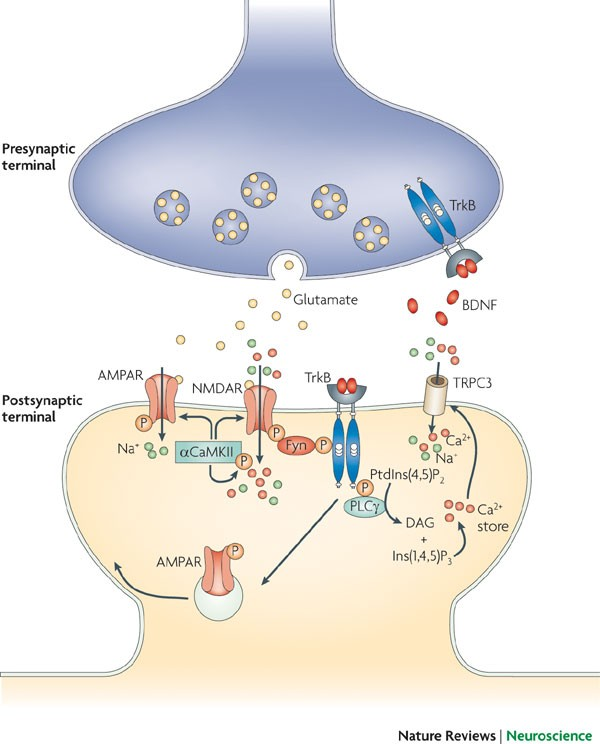 Presynaptic
terminal
TrkB
Glutamate
BDNF
AMPAR
NMDAR
TrkB
TRPC3
Postsynaptic
terminal
P
P
Fyn
P
Na⁺
αCaMKII
P
Ca²⁺
Na⁺
PtdIns(4,5)P₂
P
PLCγ
DAG
+
Ins(1,4,5)P₃
Ca²⁺
store
AMPAR
P
Nature Reviews | Neuroscience